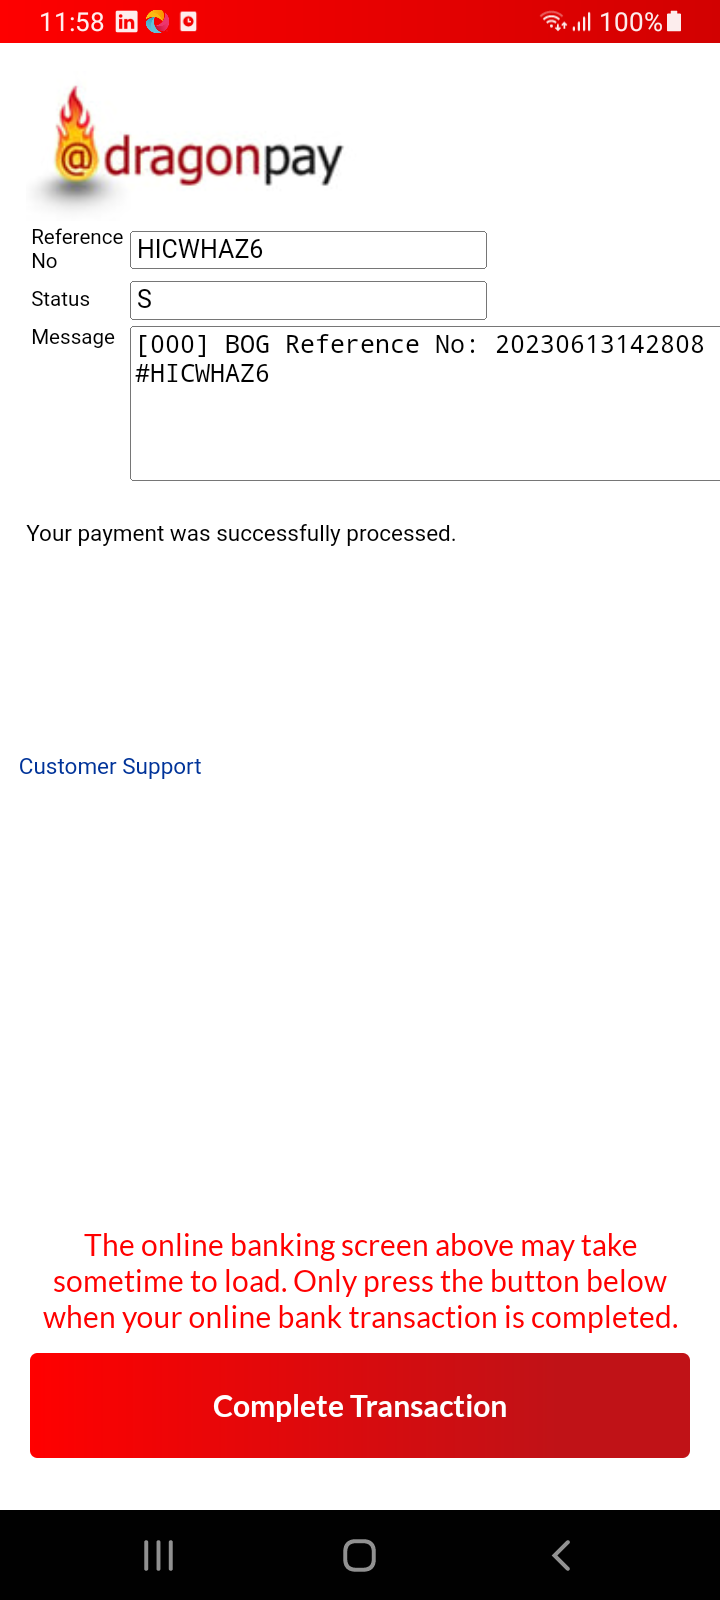 11:58 in 100%
@dragonpay
Reference
No
HICWHAZ6
Status
S
Message
[000] BOG Reference No: 20230613142808
#HICWHAZ6
Your payment was successfully processed.
Customer Support
The online banking screen above may take
sometime to load. Only press the button below
when your online bank transaction is completed.
Complete Transaction